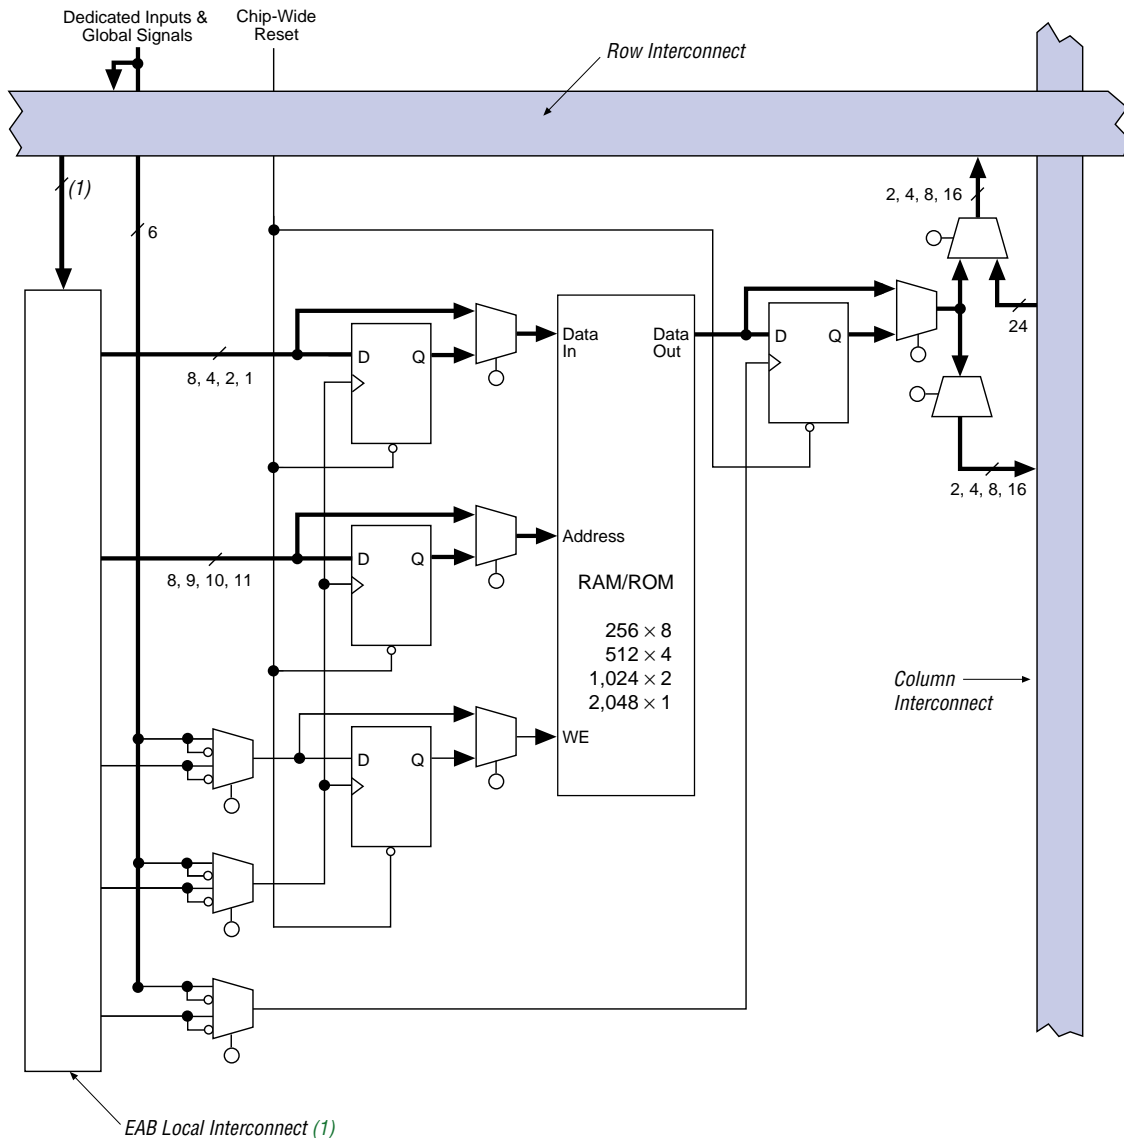 Dedicated Inputs &
Global Signals
Chip-Wide
Reset
Row Interconnect
(1)
6
2, 4, 8, 16
24
8, 4, 2, 1
D
Q
Data
In
Data
Out
D
Q
2, 4, 8, 16
8, 9, 10, 11
D
Q
Address
RAM/ROM
256 × 8
512 × 4
1,024 × 2
2,048 × 1
Column
Interconnect
D
Q
WE
EAB Local Interconnect (1)